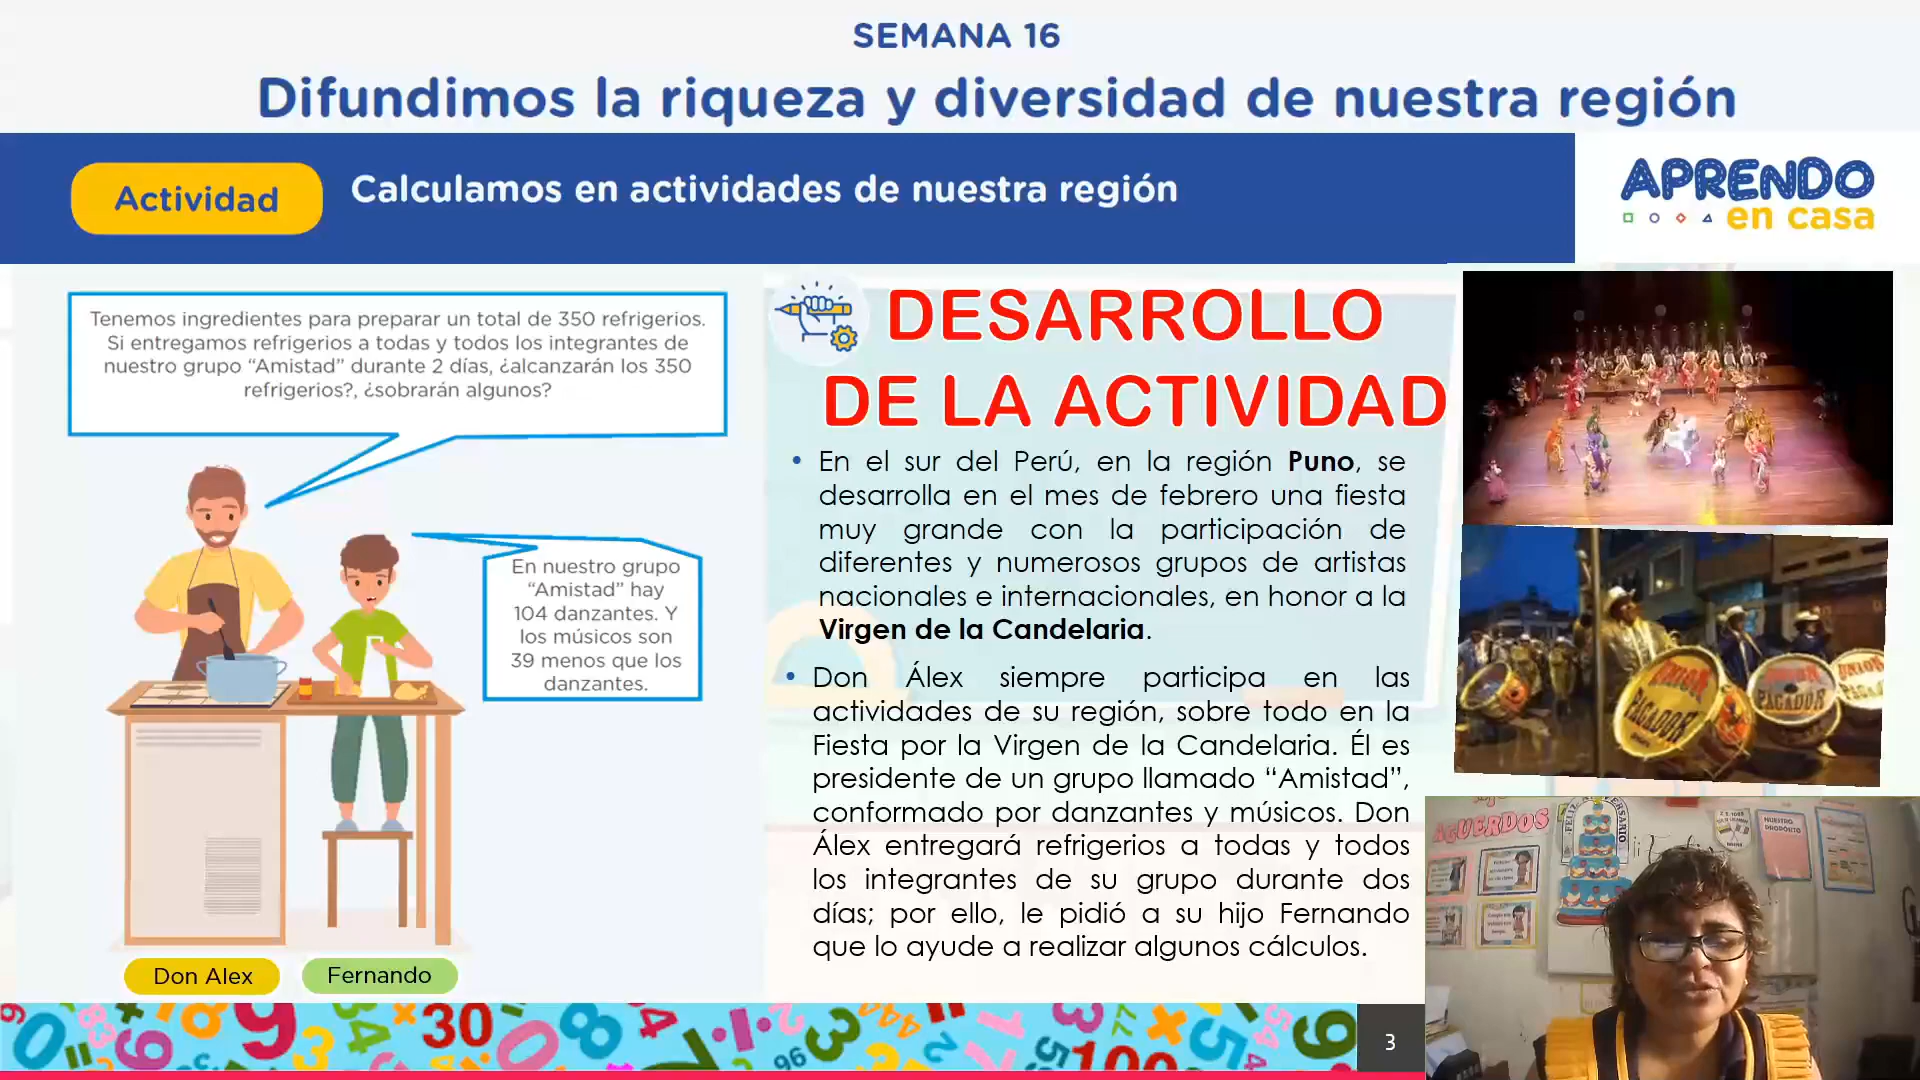 SEMANA 16
Difundimos la riqueza y diversidad de nuestra región
Actividad
Calculamos en actividades de nuestra región
APRENDO
en casa
Tenemos ingredientes para preparar un total de 350 refrigerios.
Si entregamos refrigerios a todas y todos los integrantes de
nuestro grupo “Amistad” durante 2 días, ¿alcanzarán los 350
refrigerios?, ¿sobrarán algunos?
En nuestro grupo
“Amistad” hay
104 danzantes. Y
los músicos son
39 menos que los
danzantes.
Don Alex
Fernando
DESARROLLO
DE LA ACTIVIDAD
• En el sur del Perú, en la región Puno, se
desarrolla en el mes de febrero una fiesta
muy grande con la participación de
diferentes y numerosos grupos de artistas
nacionales e internacionales, en honor a la
Virgen de la Candelaria.
• Don Álex siempre participa en las
actividades de su región, sobre todo en la
Fiesta por la Virgen de la Candelaria. Él es
presidente de un grupo llamado “Amistad”,
conformado por danzantes y músicos. Don
Álex entregará refrigerios a todas y todos
los integrantes de su grupo durante dos
días; por ello, le pidió a su hijo Fernando
que lo ayude a realizar algunos cálculos.
UNION
PAGADOR
UNION
PAGADOR
UNION
ACUERDOS
NUESTRO
PROPÓSITO
3